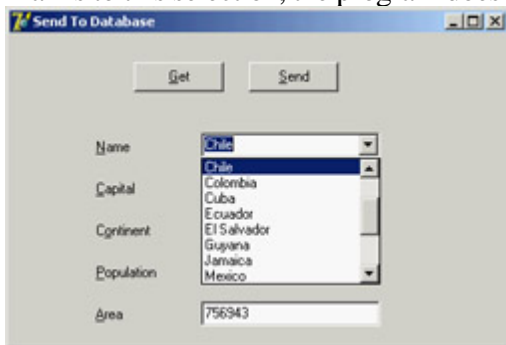 Send To Database
Get Send
Name Chile
Chile
Capital Colombia
Cuba
Ecuador
Continent El Salvador
Guyana
Jamaica
Population Mexico
Area 756943